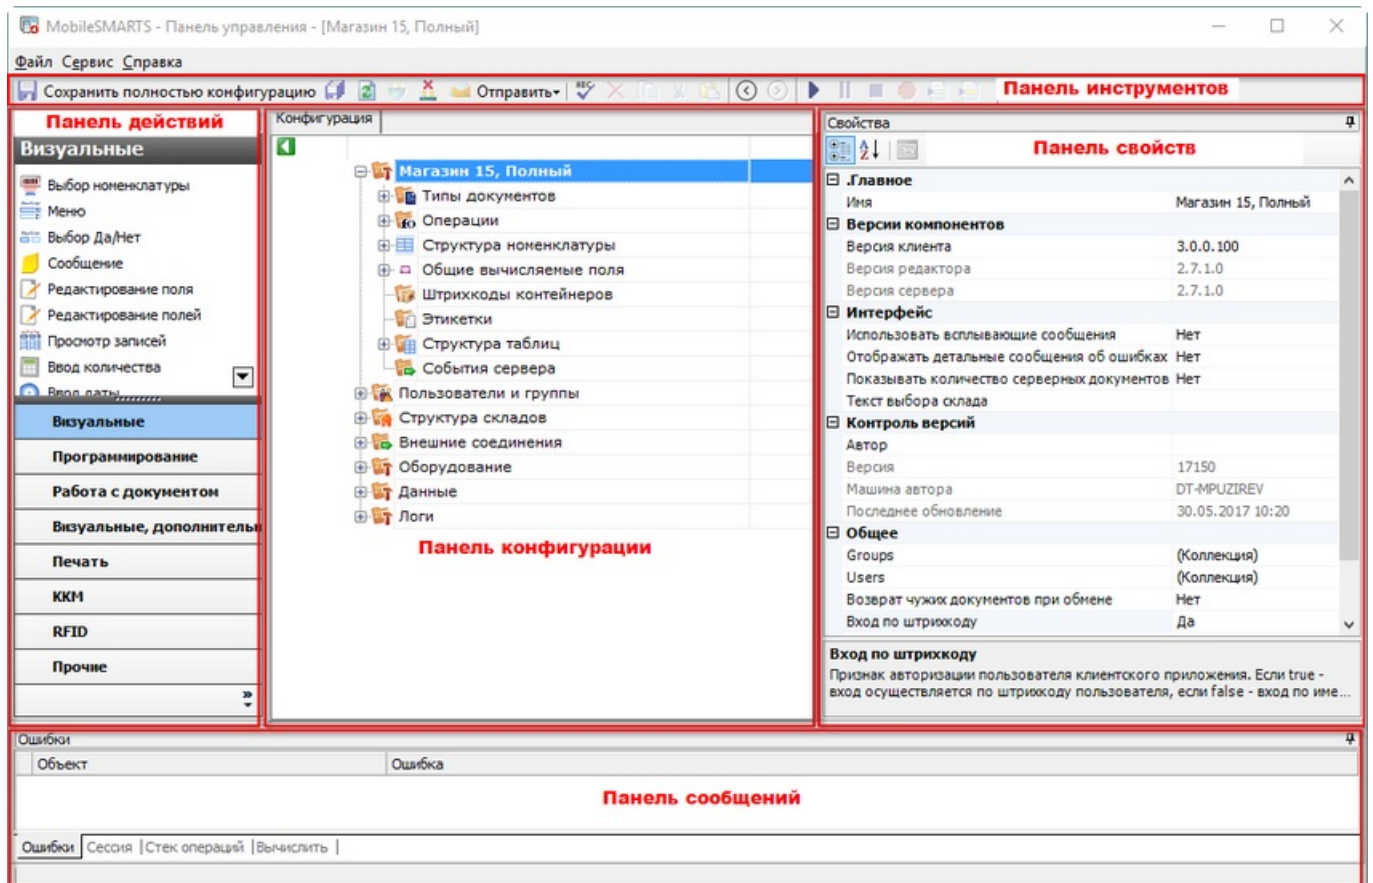 MobileSMARTS - Панель управления - [Магазин 15, Полный]
Файл Сервис Справка
Сохранить полностью конфигурацию Отправить
Панель инструментов
Панель действий
Визуальные
Выбор номенклатуры
Меню
Выбор Да/Нет
Сообщение
Редактирование поля
Редактирование полей
Просмотр записей
Ввод количества
Ввод даты
Визуальные
Программирование
Работа с документом
Визуальные, дополнительн
Печать
ККМ
RFID
Прочие
Конфигурация
Магазин 15, Полный
Типы документов
Операции
Структура номенклатуры
Общие вычисляемые поля
Штрихкоды контейнеров
Этикетки
Структура таблиц
События сервера
Пользователи и группы
Структура складов
Внешние соединения
Оборудование
Данные
Логи
Панель конфигурации
Свойства
Панель свойств
.Главное
Имя Магазин 15, Полный
Версии компонентов
Версия клиента 3.0.0.100
Версия редактора 2.7.1.0
Версия сервера 2.7.1.0
Интерфейс
Использовать всплывающие сообщения Нет
Отображать детальные сообщения об ошибках Нет
Показывать количество серверных документов Нет
Текст выбора склада
Контроль версий
Автор
Версия 17150
Машина автора DT-MPUZIREV
Последнее обновление 30.05.2017 10:20
Общее
Groups (Коллекция)
Users (Коллекция)
Возврат чужих документов при обмене Нет
Вход по штрихкоду Да
Вход по штрихкоду
Признак авторизации пользователя клиентского приложения. Если true -
вход осуществляется по штрихкоду пользователя, если false - вход по име...
Ошибки
Объект Ошибка
Панель сообщений
Ошибки Сессия Стек операций Вычислить